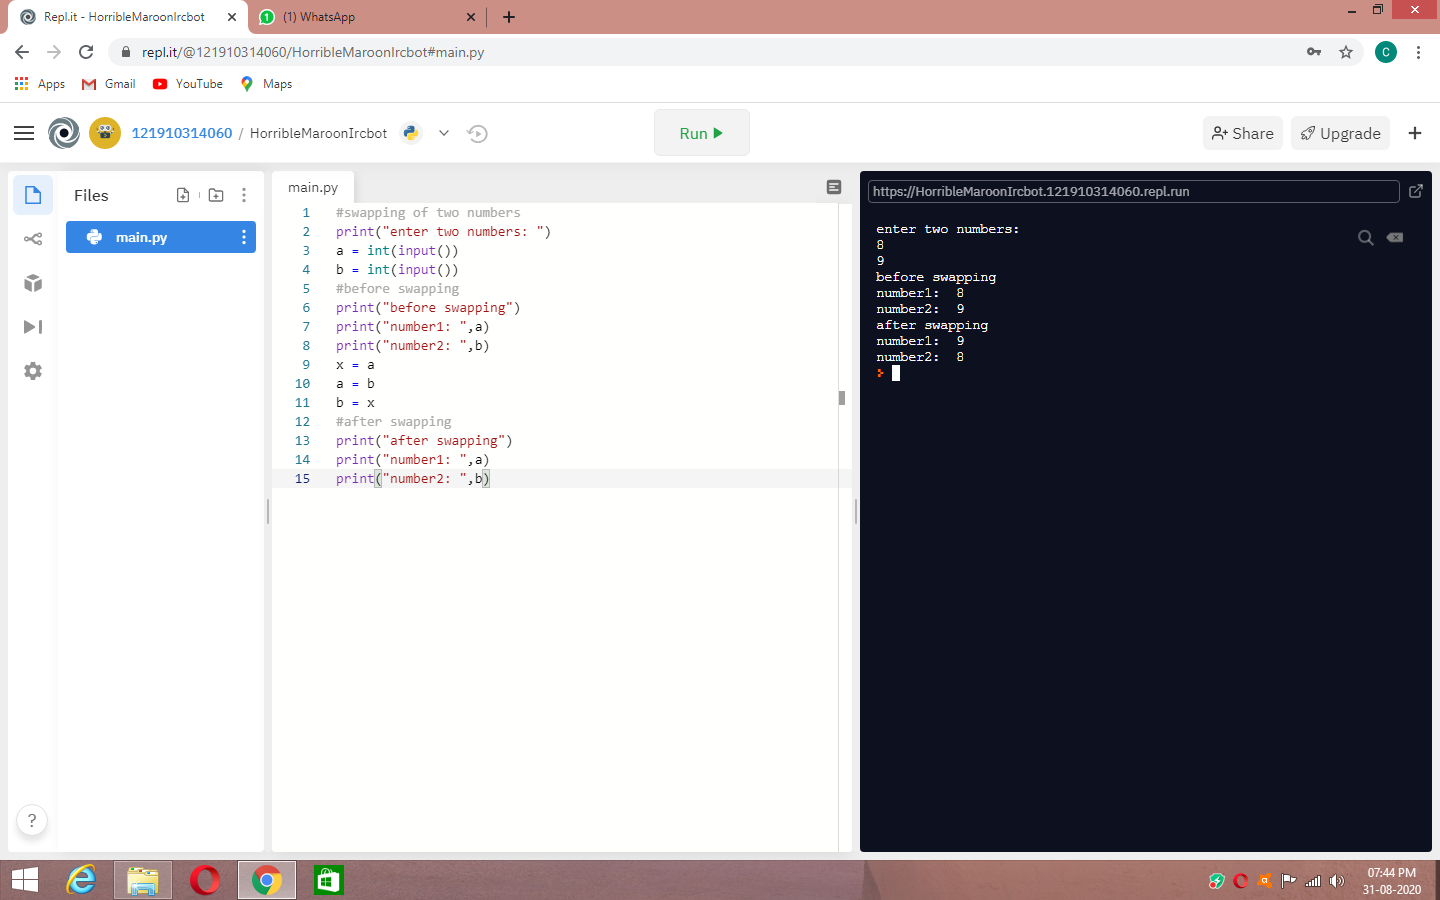 Repl.it - HorribleMaroonIrcbot
(1) WhatsApp
repl.it/@121910314060/HorribleMaroonIrcbot#main.py
C
Apps
Gmail
YouTube
Maps
121910314060 / HorribleMaroonIrcbot
Run
Share
Upgrade
Files
main.py
main.py
1 #swapping of two numbers
2 print("enter two numbers: ")
3 a = int(input())
4 b = int(input())
5 #before swapping
6 print("before swapping")
7 print("number1: ",a)
8 print("number2: ",b)
9 x = a
10 a = b
11 b = x
12 #after swapping
13 print("after swapping")
14 print("number1: ",a)
15 print("number2: ",b)
https://HorribleMaroonIrcbot.121910314060.repl.run
enter two numbers:
8
9
before swapping
number1:  8
number2:  9
after swapping
number1:  9
number2:  8
?
07:44 PM
31-08-2020